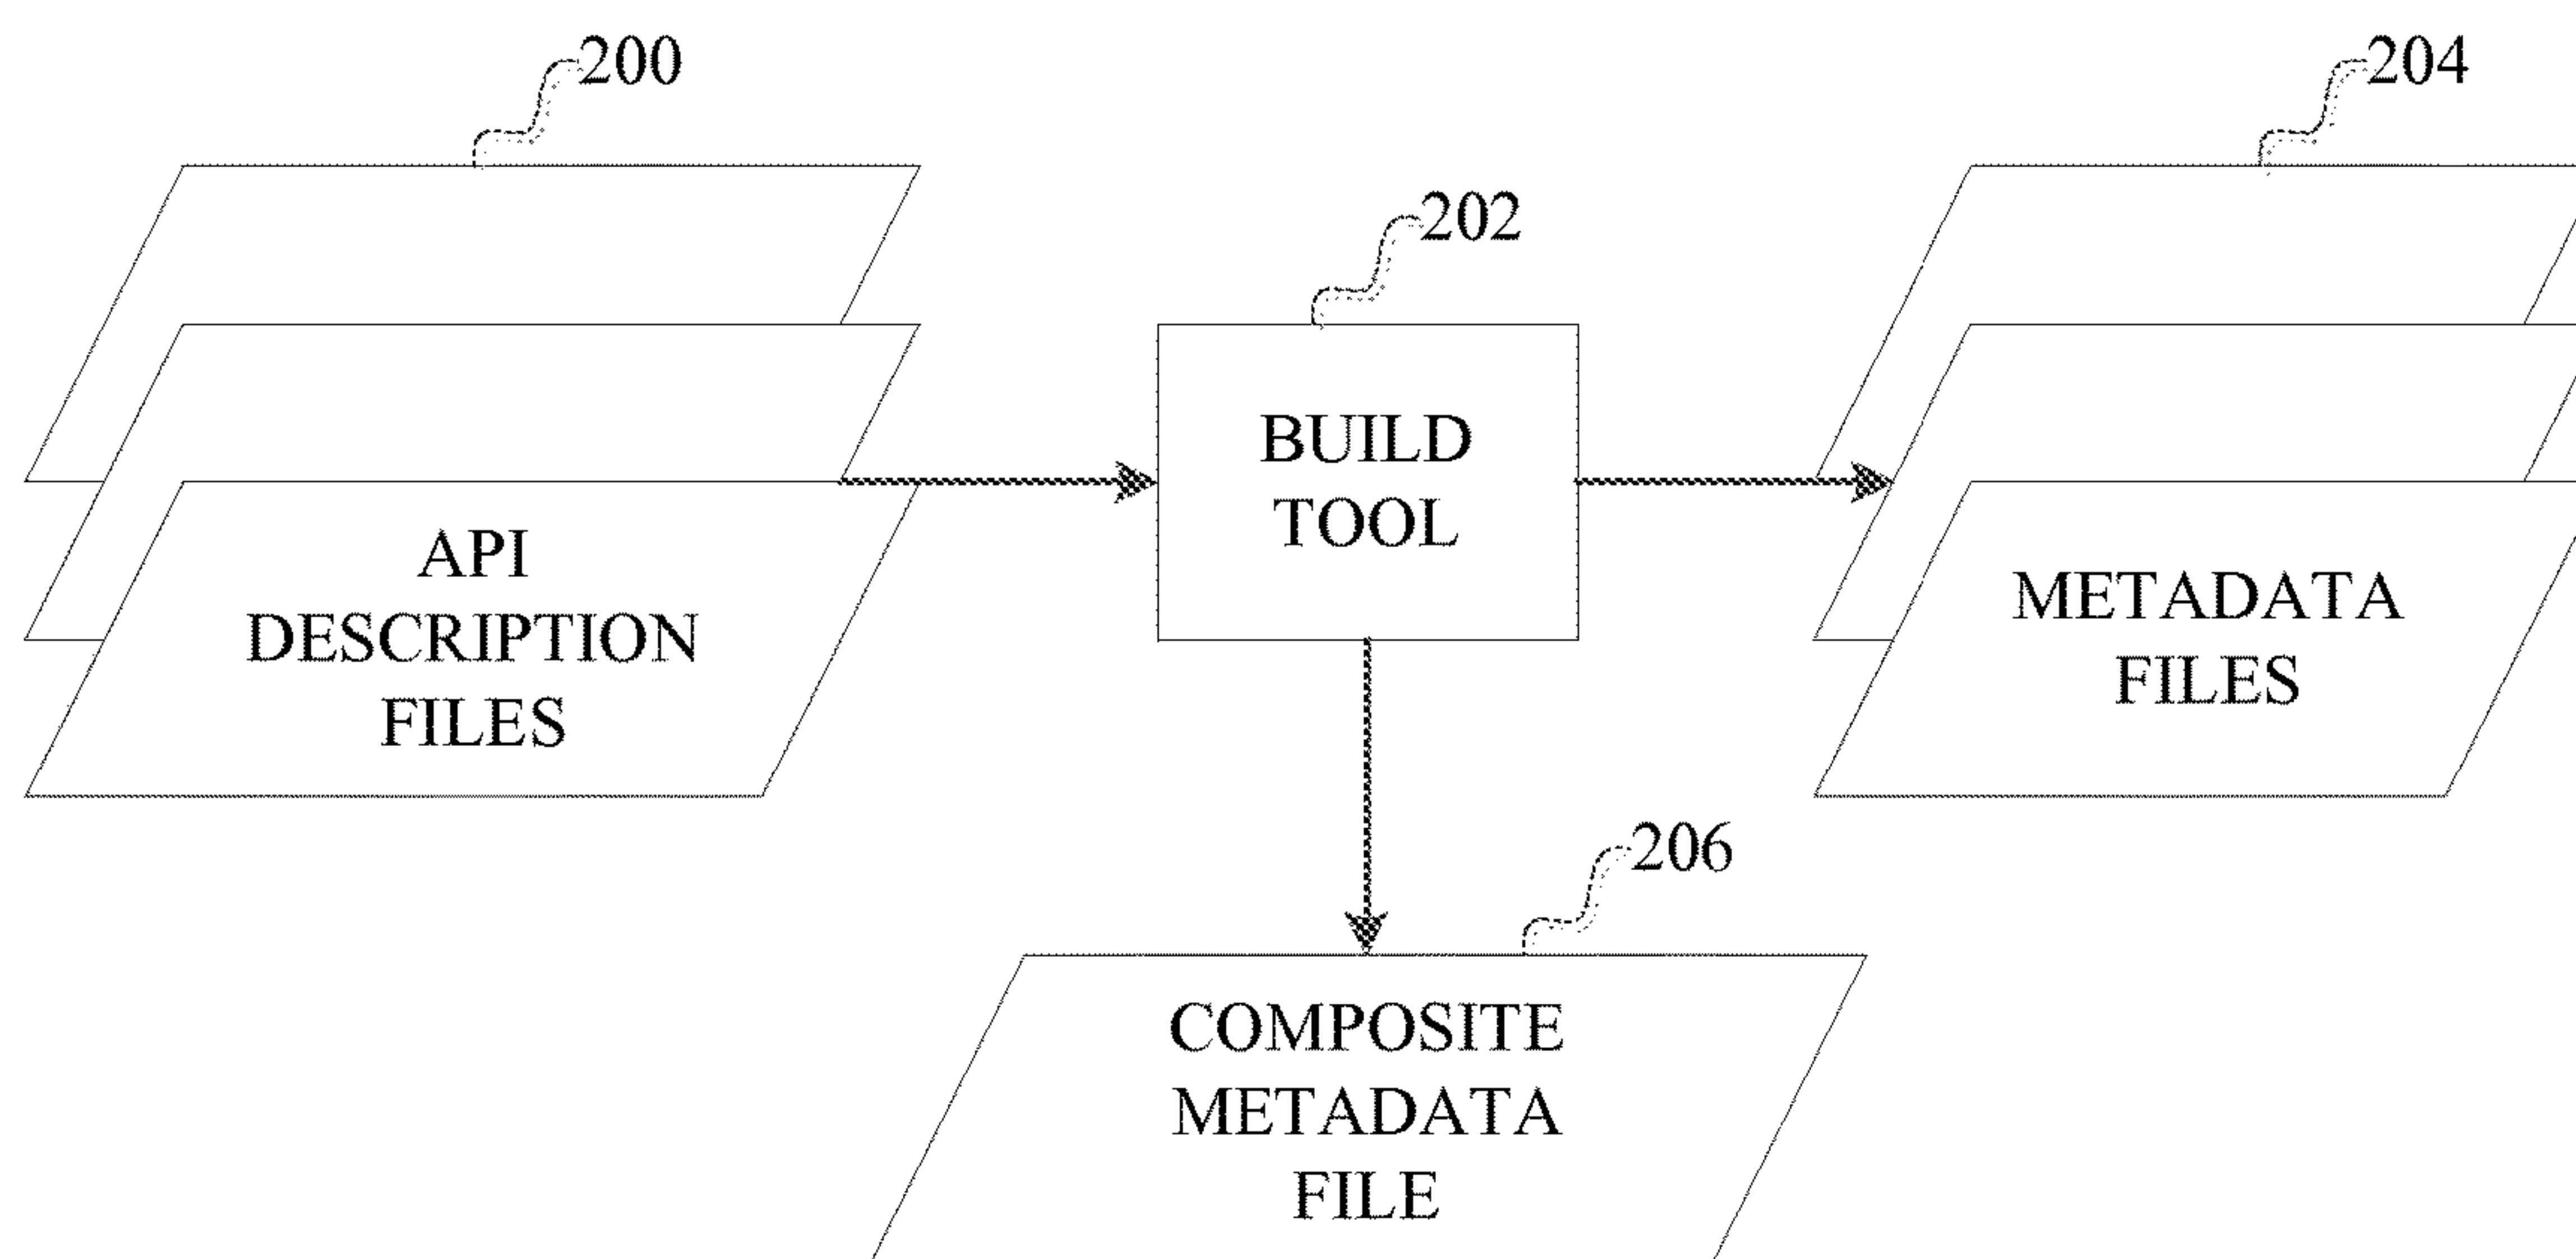 200
204
202
BUILD
TOOL
API
DESCRIPTION
FILES
METADATA
FILES
206
COMPOSITE
METADATA
FILE